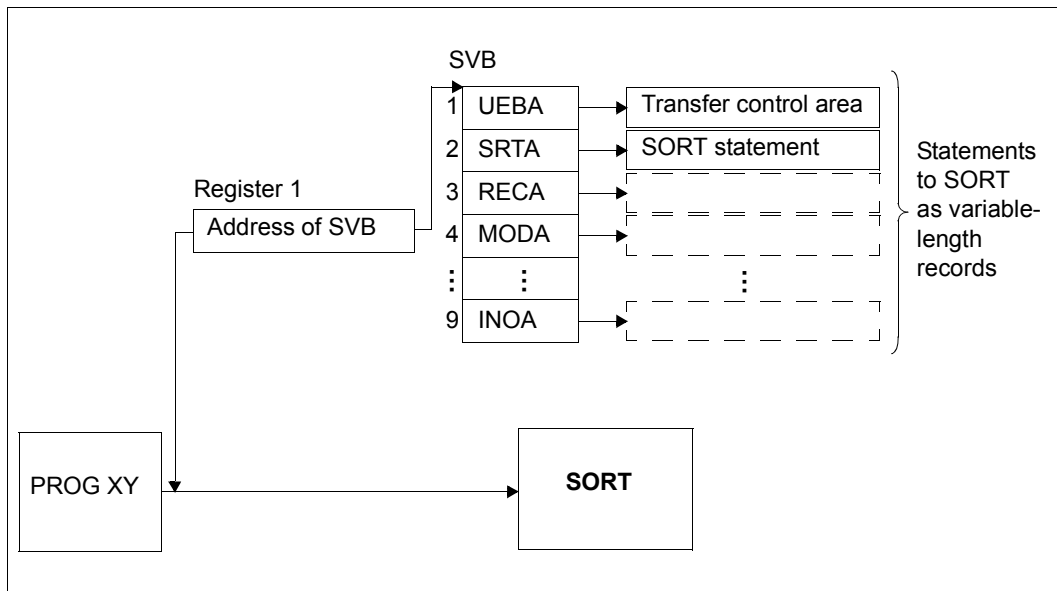 SVB
1 UEBA Transfer control area
2 SRTA SORT statement
3 RECA
4 MODA
⋮ ⋮ ⋮
9 INOA
Statements
to SORT
as variable-
length
records
Register 1
Address of SVB
PROG XY
SORT